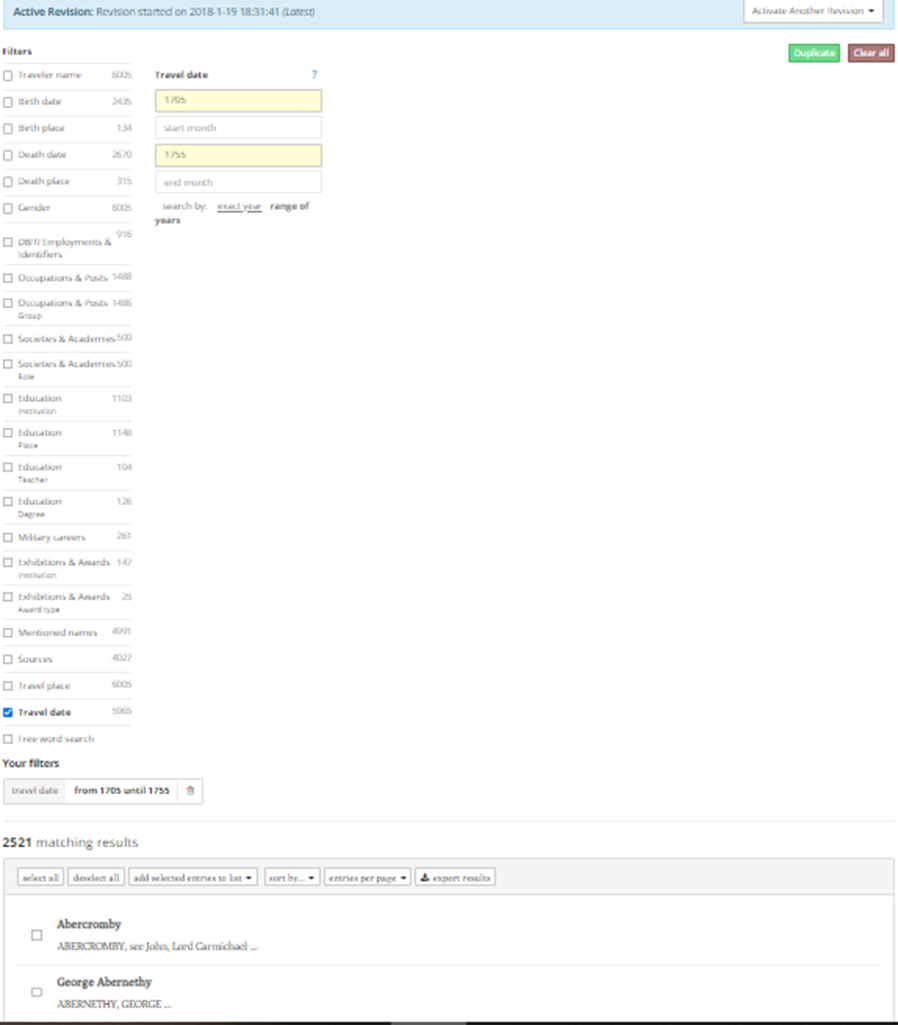 Active Revision: Revision started on 2018-1-19 18:31:41 (Latest)
Activate Another Revision
Filters
Duplicate
Clear all
Traveler name 6005
Birth date 2435
Birth place 134
Death date 2670
Death place 315
Gender 6005
DBITI Employments & 916
Identifiers
Occupations & Posts 1488
Occupations & Posts 1486
Group
Societies & Academies 500
Societies & Academies 500
Role
Education 1103
Institution
Education 1148
Place
Education 104
Teacher
Education 126
Degree
Military careers 261
Exhibitions & Awards 147
Institution
Exhibitions & Awards 25
Award type
Mentioned names 4991
Sources 4027
Travel place 6005
Travel date 5965
Free word search
Travel date ?
1705
start month
1755
end month
search by: exact year range of
years
Your filters
travel date from 1705 until 1755
2521 matching results
select all
deselect all
add selected entries to list
sort by...
entries per page
export results
Abercromby
ABERCROMBY, see John, Lord Carmichael ...
George Abernethy
ABERNETHY, GEORGE ...